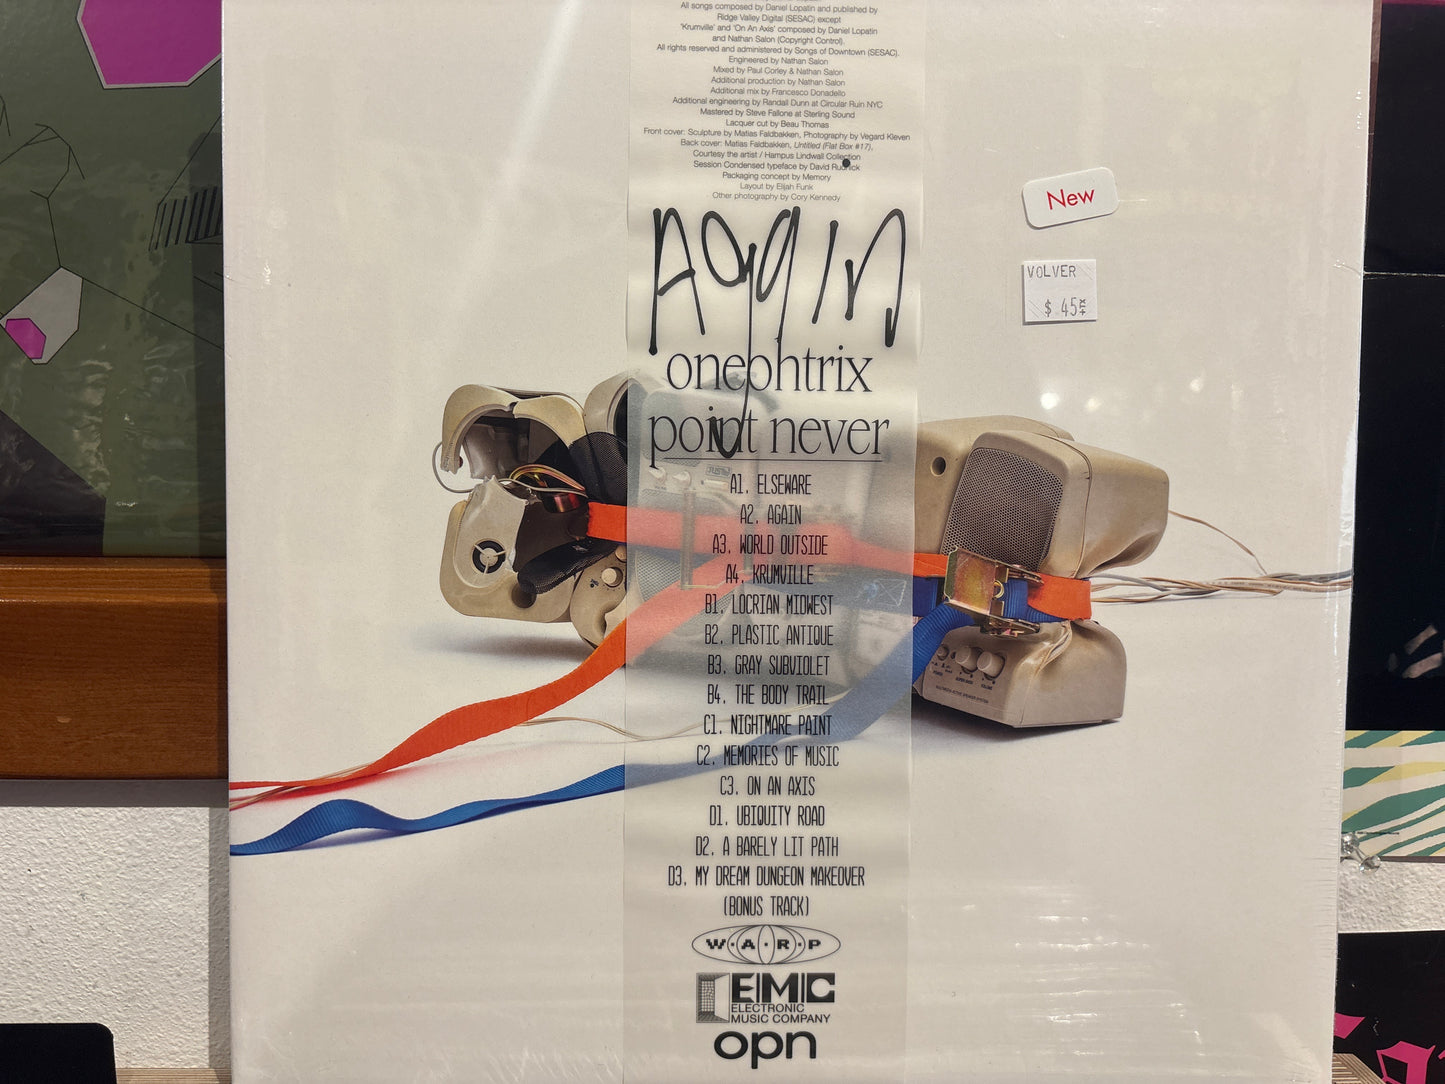 All songs composed by Daniel Lopatin and published by
Ridge Valley Digital (SESAC) except
'Krumville' and 'On An Axis' composed by Daniel Lopatin
and Nathan Salon (Copyright Control).
All rights reserved and administered by Songs of Downtown (SESAC).
Engineered by Nathan Salon
Mixed by Paul Corley & Nathan Salon
Additional production by Nathan Salon
Additional mix by Francesco Donadello
Additional engineering by Randall Dunn at Circular Ruin NYC
Mastered by Steve Fallone at Sterling Sound
Lacquer cut by Beau Thomas
Front cover: Sculpture by Matias Faldbakken, Photography by Vegard Kleven
Back cover: Matias Faldbakken, Untitled (Flat Box #17),
Courtesy the artist / Hampus Lindwall Collection
Session Condensed typeface by David Rudnick
Packaging concept by Memory
Layout by Elijah Funk
Other photography by Cory Kennedy
New
VOLVER
$ 45
Again
oneohtrix
point never
A1. ELSEWARE
A2. AGAIN
A3. WORLD OUTSIDE
A4. KRUMVILLE
B1. LOCRIAN MIDWEST
B2. PLASTIC ANTIQUE
B3. GRAY SUBVIOLET
B4. THE BODY TRAIL
C1. NIGHTMARE PAINT
C2. MEMORIES OF MUSIC
C3. ON AN AXIS
D1. UBIQUITY ROAD
D2. A BARELY LIT PATH
D3. MY DREAM DUNGEON MAKEOVER
(BONUS TRACK)
W·A·R·P
EMC
ELECTRONIC
MUSIC COMPANY
opn